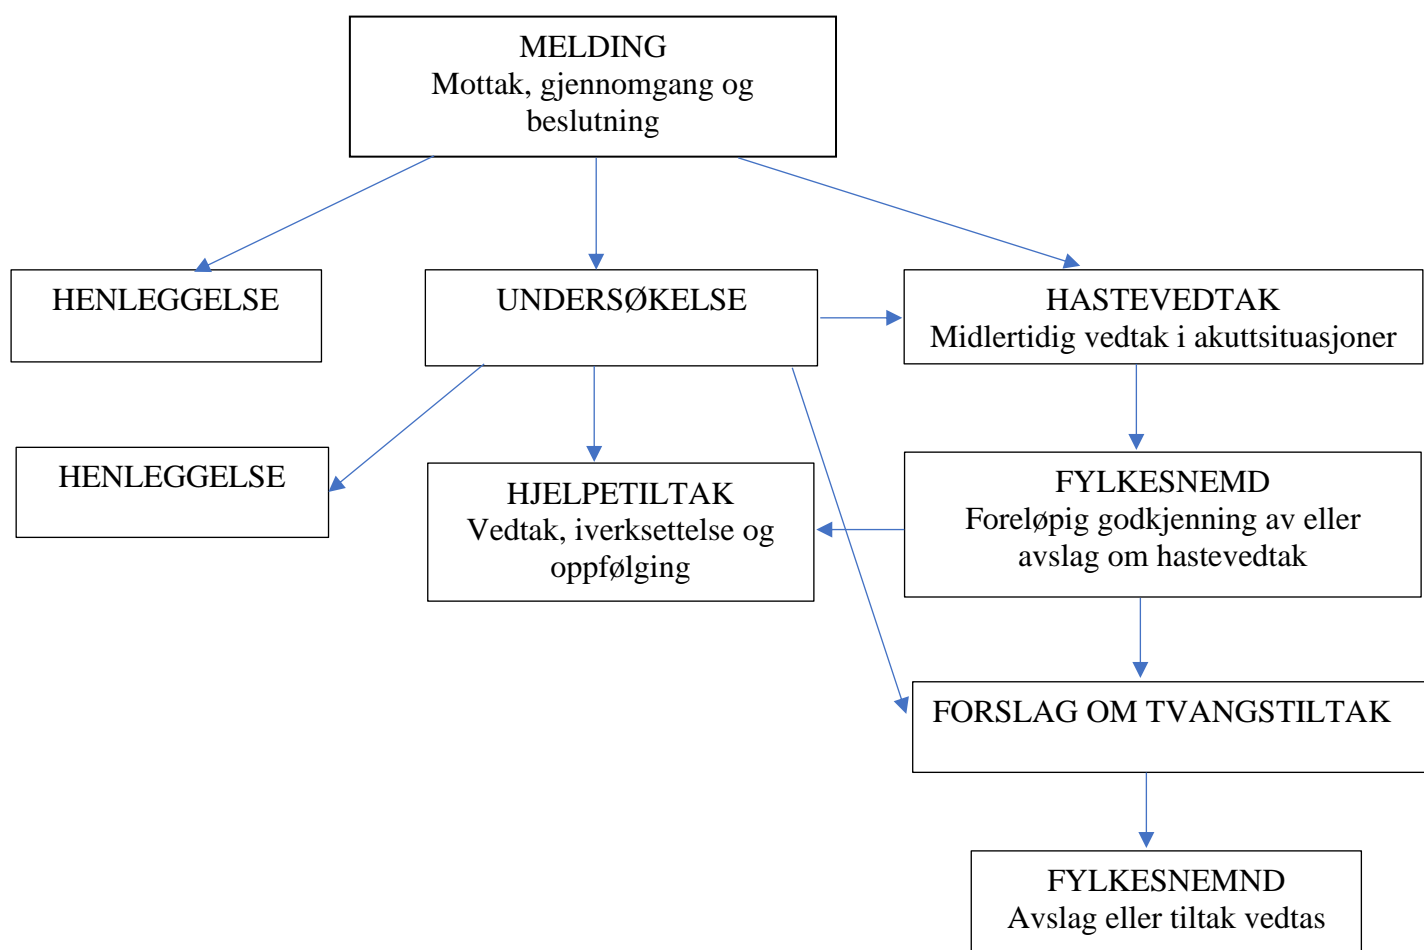 MELDING
Mottak, gjennomgang og
beslutning
HENLEGGELSE
UNDERSØKELSE
HASTEVEDTAK
Midlertidig vedtak i akuttsituasjoner
HENLEGGELSE
HJELPETILTAK
Vedtak, iverksettelse og
oppfølging
FYLKESNEMD
Foreløpig godkjenning av eller
avslag om hastevedtak
FORSLAG OM TVANGSTILTAK
FYLKESNEMND
Avslag eller tiltak vedtas